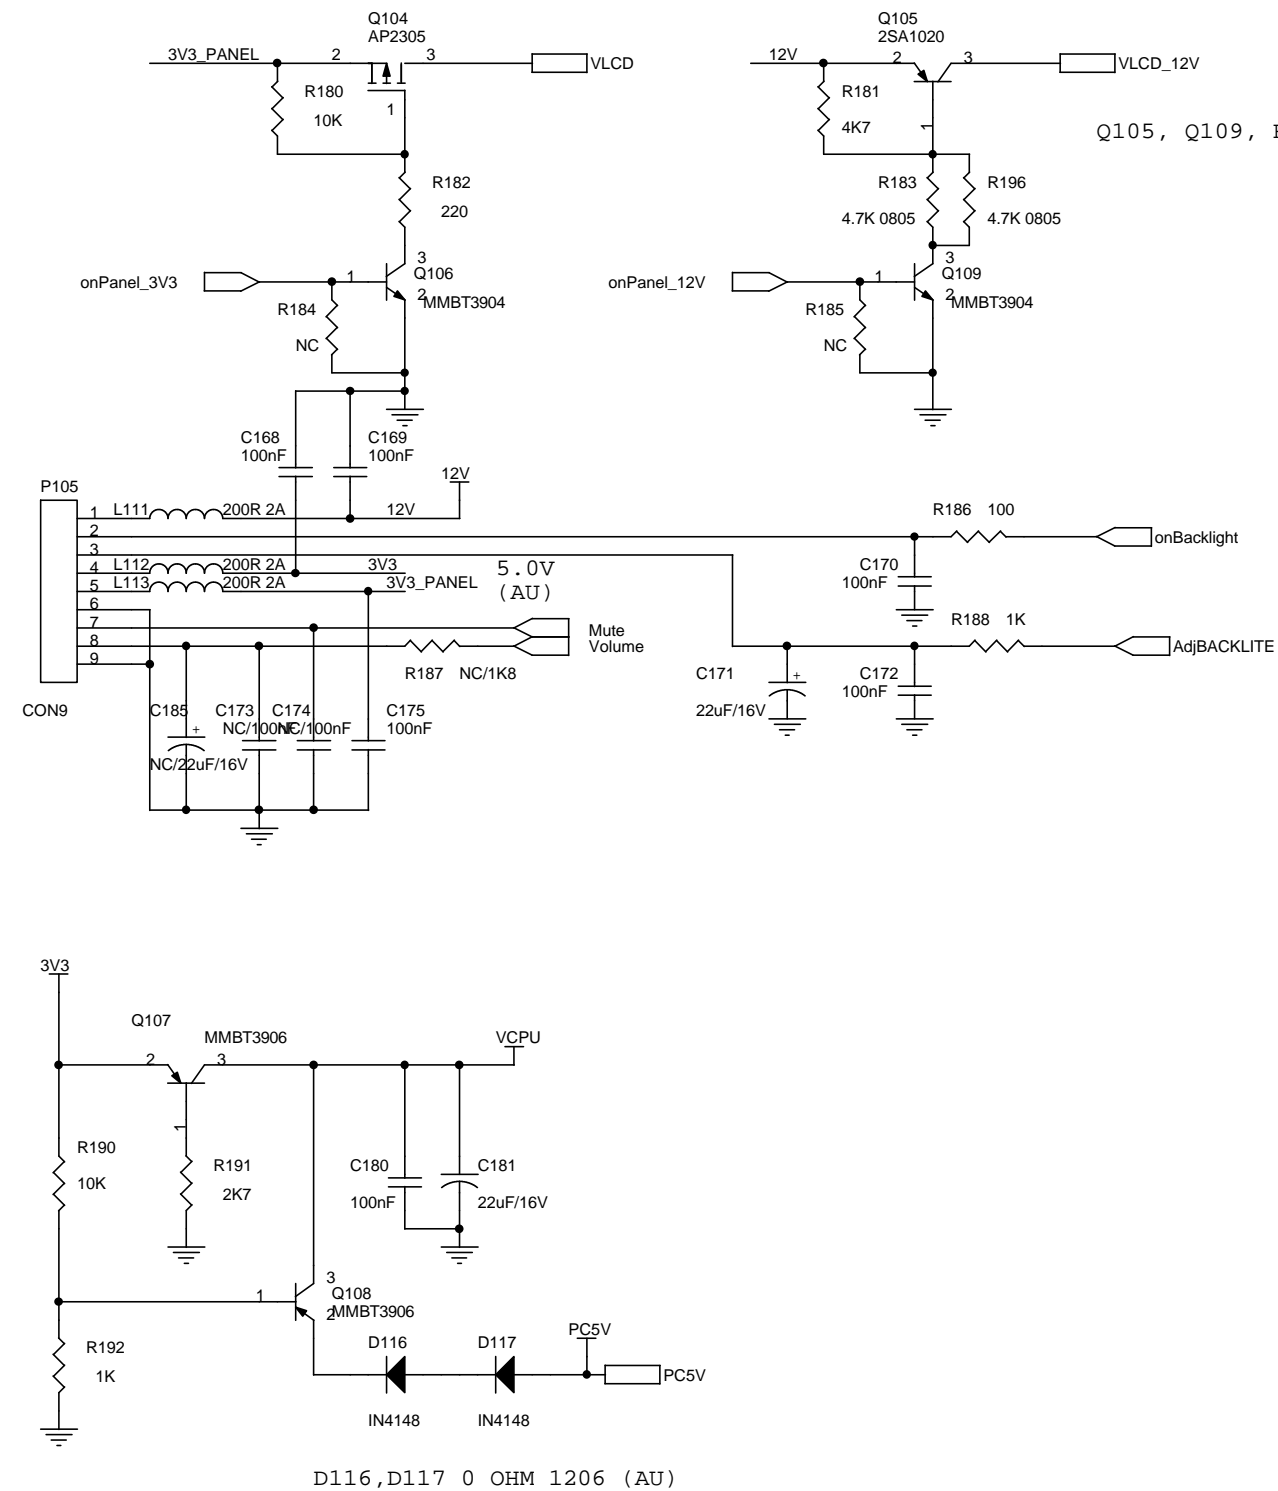 Q104
AP2305
3V3_PANEL
2
3
VLCD
R180
10K
1
R182
220
onPanel_3V3
1
3
Q106
2
MMBT3904
R184
NC
Q105
2SA1020
12V
2
3
VLCD_12V
R181
4K7
1
Q105, Q109,
R183
R196
4.7K 0805
4.7K 0805
onPanel_12V
1
3
Q109
2
MMBT3904
R185
NC
C168
100nF
C169
100nF
12V
P105
1
L111
200R 2A
12V
2
3
4
L112
200R 2A
3V3
5
L113
200R 2A
3V3_PANEL
5.0V
(AU)
6
7
Mute
8
Volume
9
R187
NC/1K8
CON9
C185
NC/22uF/16V
C173
NC/100nF
C174
NC/100nF
C175
100nF
R186
100
onBacklight
C170
100nF
R188
1K
AdjBACKLITE
C171
+
22uF/16V
C172
100nF
+
3V3
Q107
MMBT3906
2
3
VCPU
1
R190
10K
R191
2K7
C180
100nF
C181
22uF/16V
1
3
Q108
2
MMBT3906
R192
1K
D116
D117
PC5V
PC5V
IN4148
IN4148
D116,D117 0 OHM 1206 (AU)